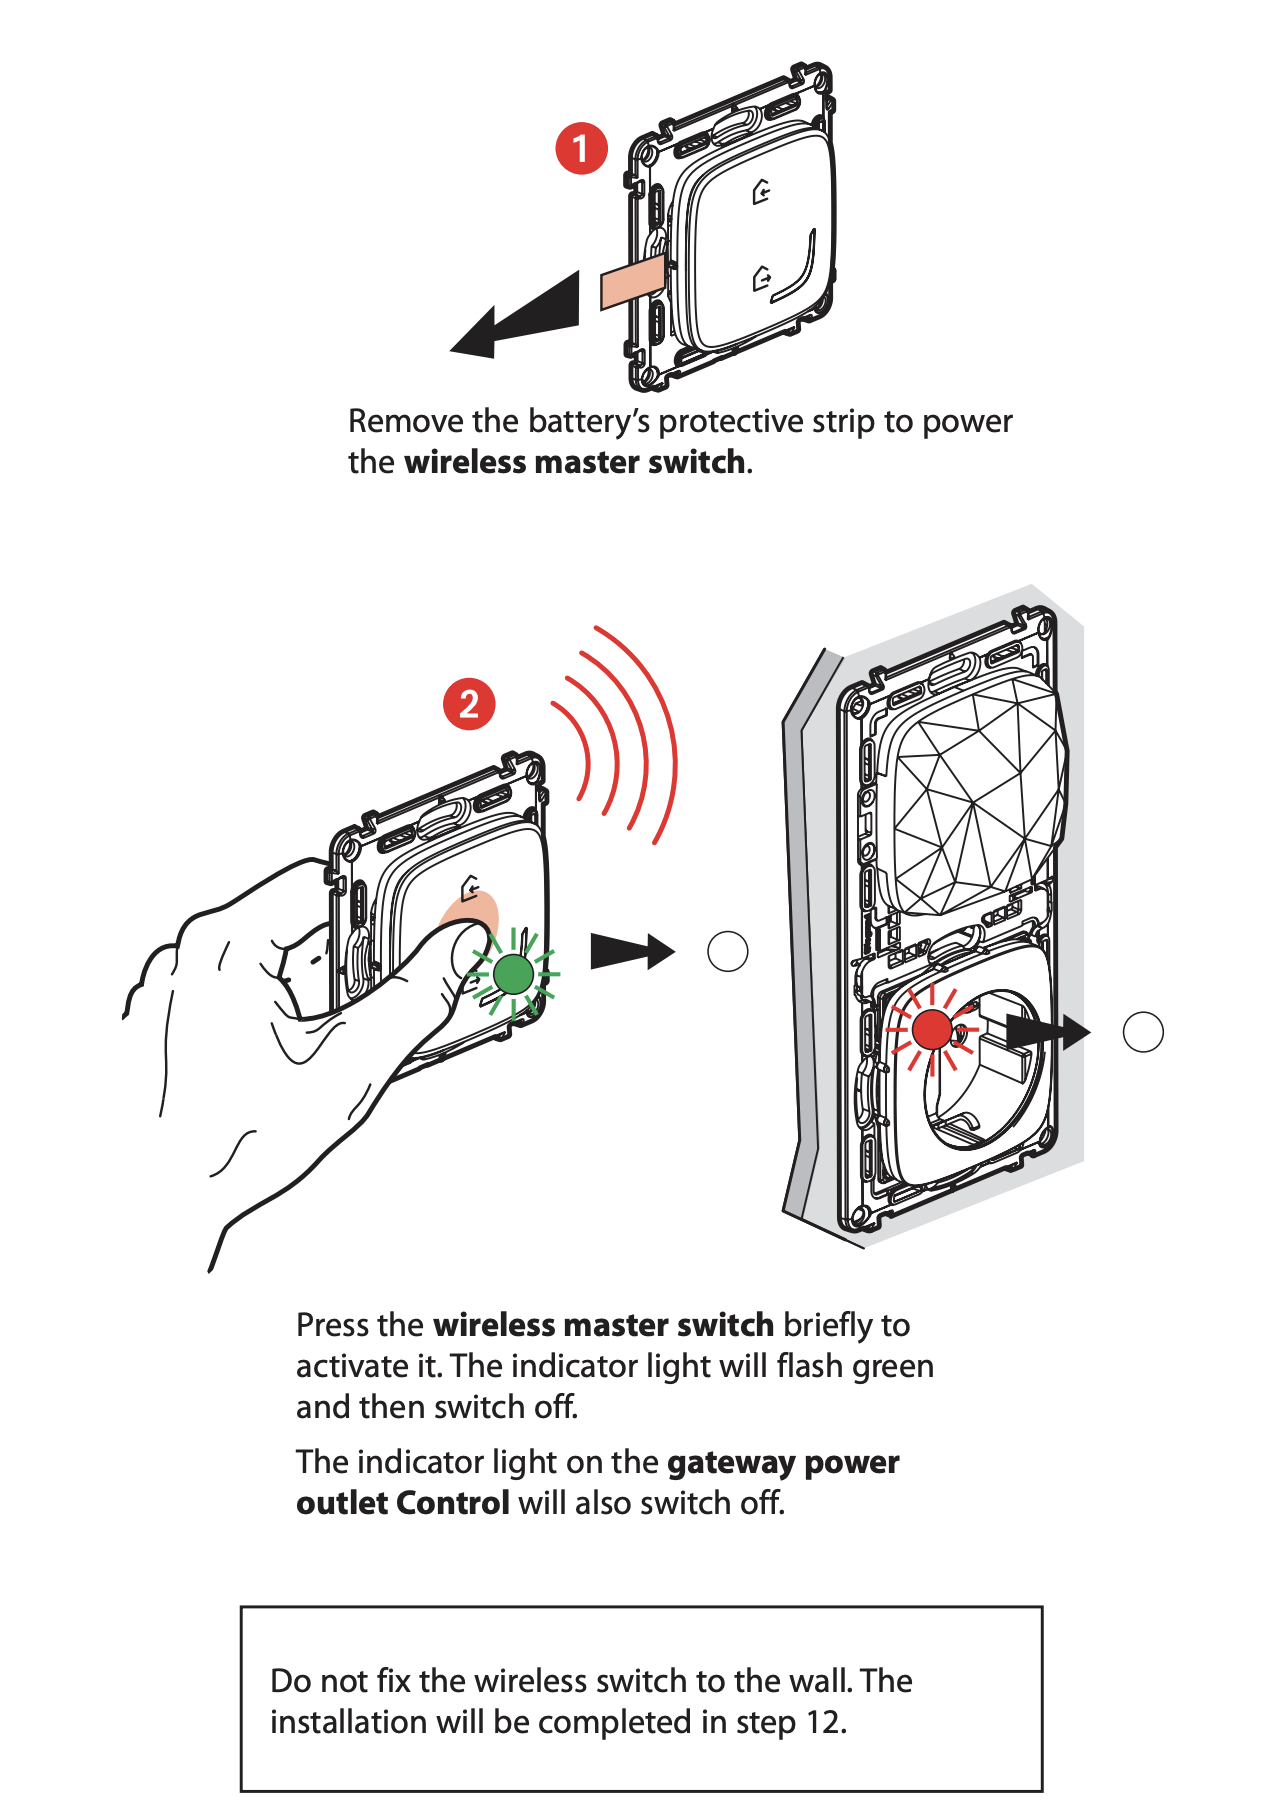 1
Remove the battery’s protective strip to power
the wireless master switch.
2
Press the wireless master switch briefly to
activate it. The indicator light will flash green
and then switch off.
The indicator light on the gateway power
outlet Control will also switch off.
Do not fix the wireless switch to the wall. The
installation will be completed in step 12.